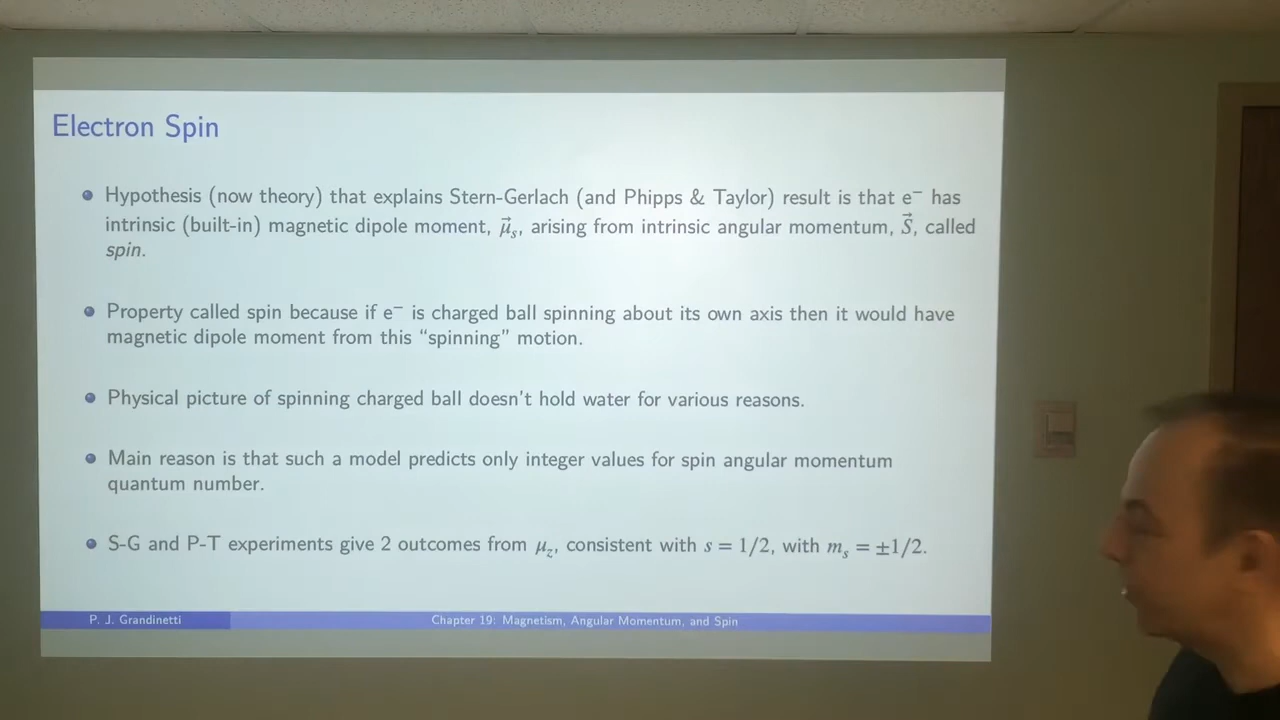 Electron Spin
Hypothesis (now theory) that explains Stern-Gerlach (and Phipps & Taylor) result is that e⁻ has
intrinsic (built-in) magnetic dipole moment, μ⃗ₛ, arising from intrinsic angular momentum, S⃗, called
spin.
Property called spin because if e⁻ is charged ball spinning about its own axis then it would have
magnetic dipole moment from this “spinning” motion.
Physical picture of spinning charged ball doesn't hold water for various reasons.
Main reason is that such a model predicts only integer values for spin angular momentum
quantum number.
S-G and P-T experiments give 2 outcomes from μ_z, consistent with s = 1/2, with mₛ = ±1/2.
P. J. Grandinetti Chapter 19: Magnetism, Angular Momentum, and Spin